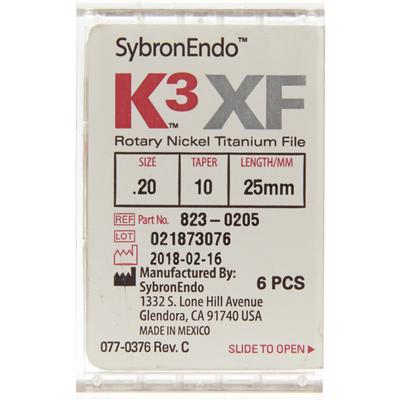 SybronEndo™
K3™XF
Rotary Nickel Titanium File
SIZE TAPER LENGTH/MM
.20 10 25mm
REF Part No. 823-0205
LOT 021873076
2018-02-16
Manufactured By:
SybronEndo 6 PCS
1332 S. Lone Hill Avenue
Glendora, CA 91740 USA
MADE IN MEXICO
077-0376 Rev. C SLIDE TO OPEN ▶